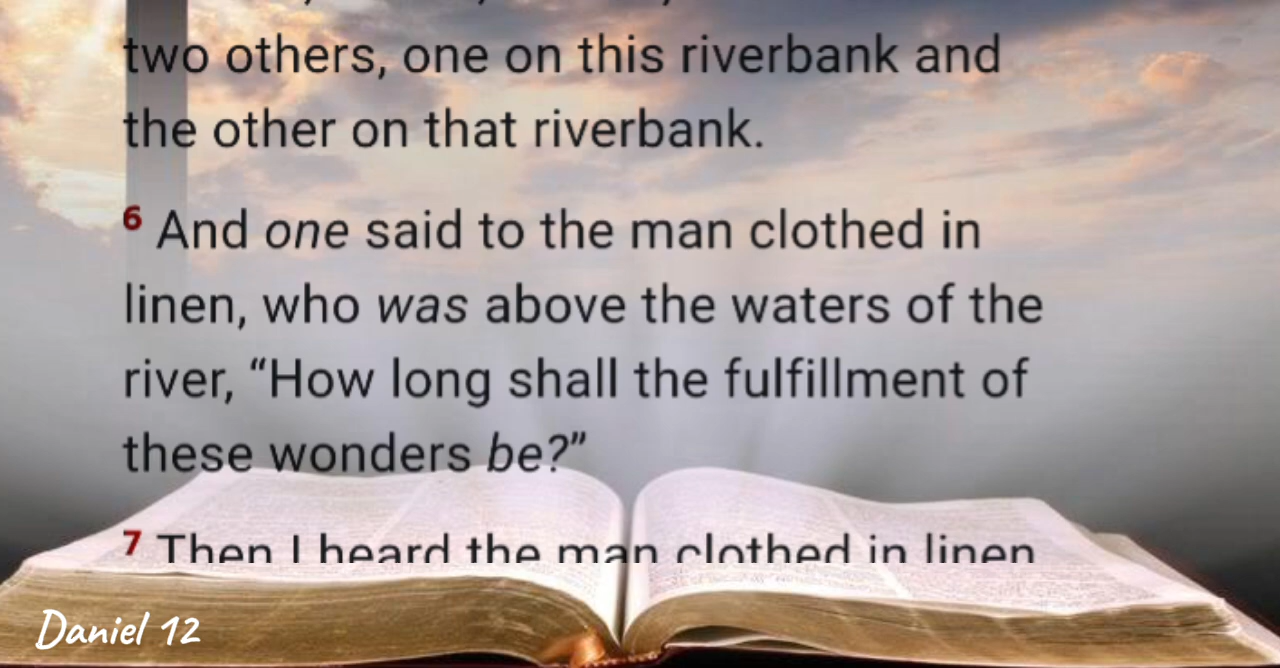 two others, one on this riverbank and
the other on that riverbank.
6 And one said to the man clothed in
linen, who was above the waters of the
river, “How long shall the fulfillment of
these wonders be?”
7 Then I heard the man clothed in linen
Daniel 12